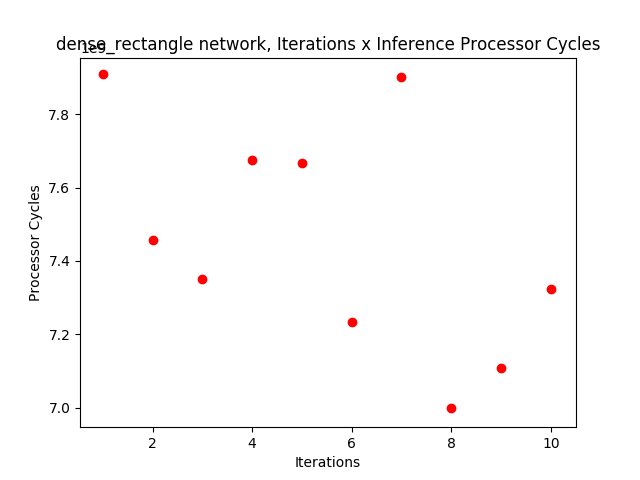 dense_rectangle network, Iterations x Inference Processor Cycles
1e9
7.8
7.6
7.4
7.2
7.0
Processor Cycles
2 4 6 8 10
Iterations